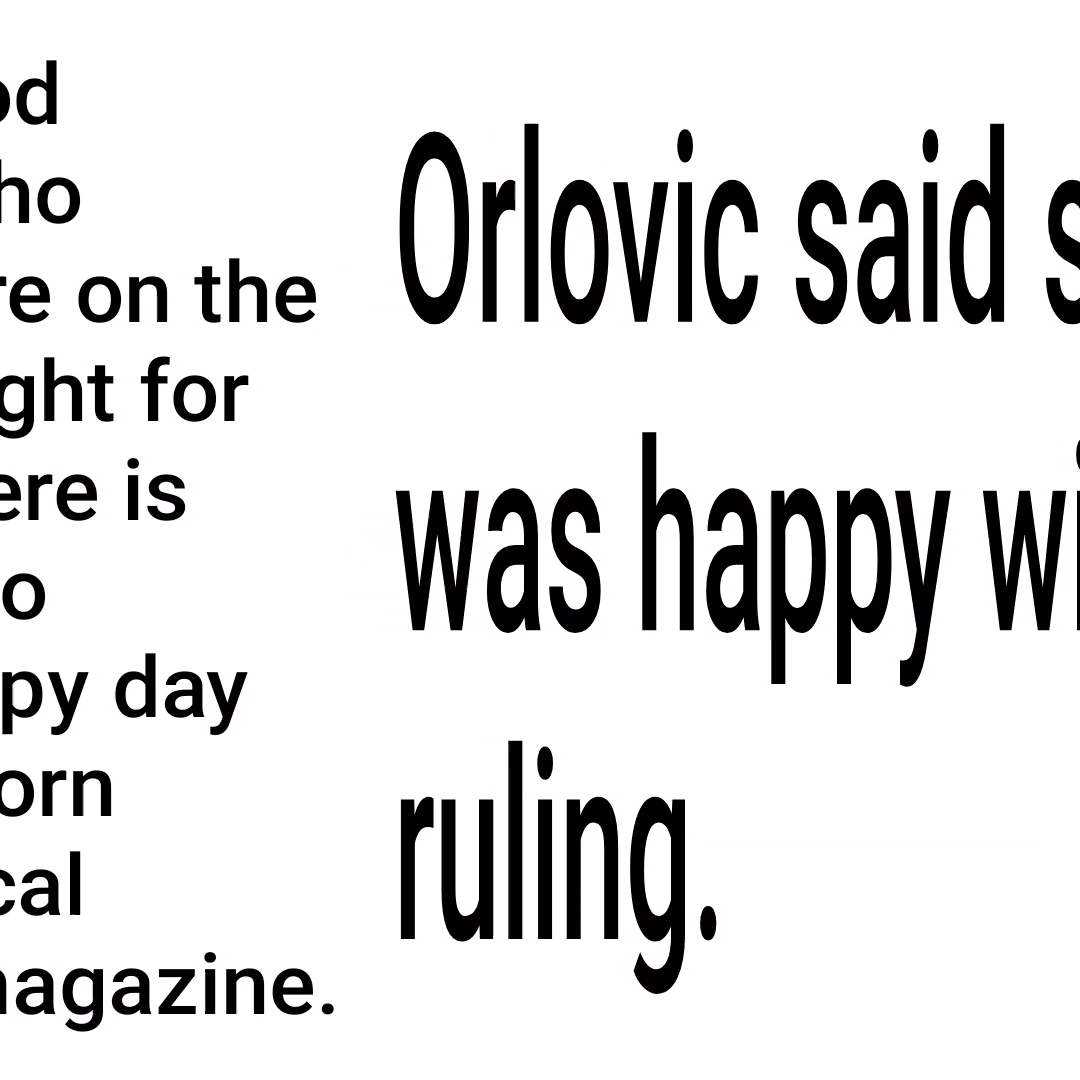 od
ho
re on the
ght for
ere is
o
py day
orn
cal
magazine.
Orlovic said s
was happy wi
ruling.